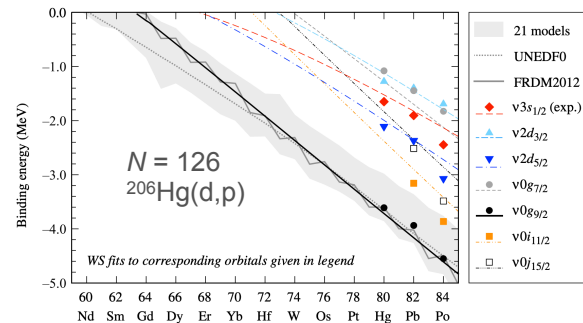 0.0
−1.0
−2.0
−3.0
−4.0
−5.0
Binding energy (MeV)
N = 126
²⁰⁶Hg(d,p)
WS fits to corresponding orbitals given in legend
60 62 64 66 68 70 72 74 76 78 80 82 84
Nd Sm Gd Dy Er Yb Hf W Os Pt Hg Pb Po
21 models
UNEDF0
FRDM2012
ν3s₁/₂ (exp.)
ν2d₃/₂
ν2d₅/₂
ν0g₇/₂
ν0g₉/₂
ν0i₁₁/₂
ν0j₁₅/₂